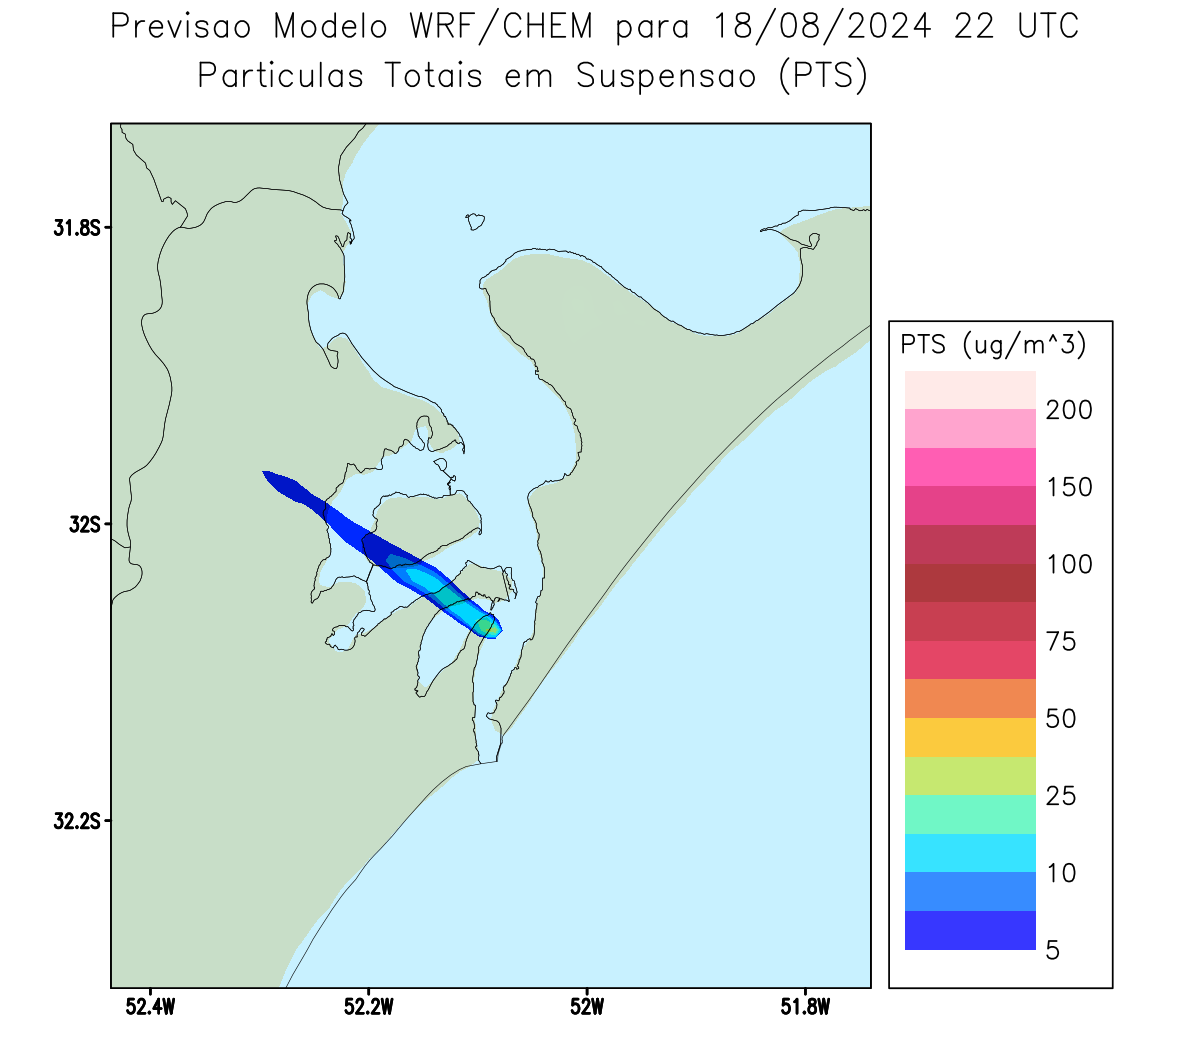 Previsao Modelo WRF/CHEM para 18/08/2024 22 UTC
Particulas Totais em Suspensao (PTS)
31.8S
32S
32.2S
52.4W 52.2W 52W 51.8W
PTS (ug/m^3)
200
150
100
75
50
25
10
5